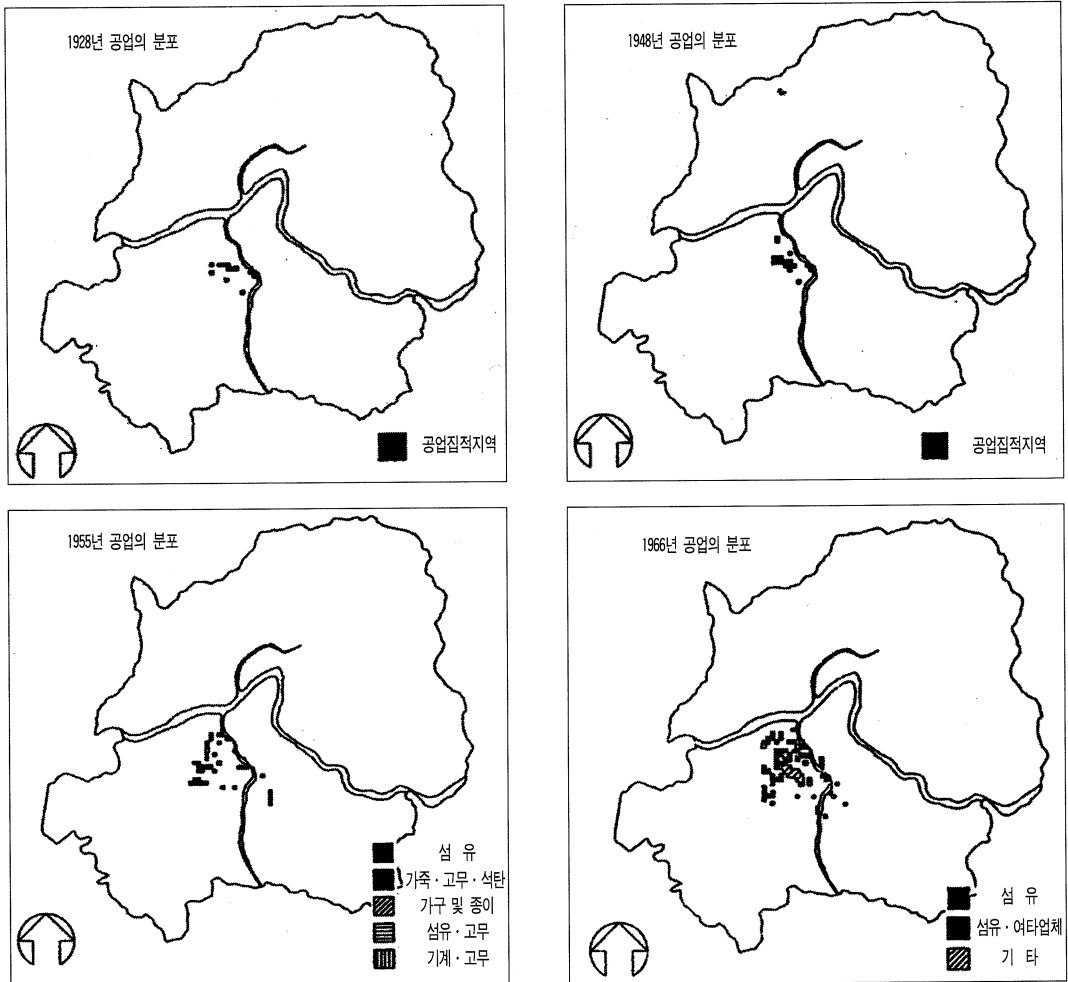 1928년 공업의 분포
공업집적지역
1948년 공업의 분포
공업집적지역
1955년 공업의 분포
섬 유
가죽·고무·석탄
가구 및 종이
섬유·고무
기계·고무
1966년 공업의 분포
섬 유
섬유·여타업체
기 타